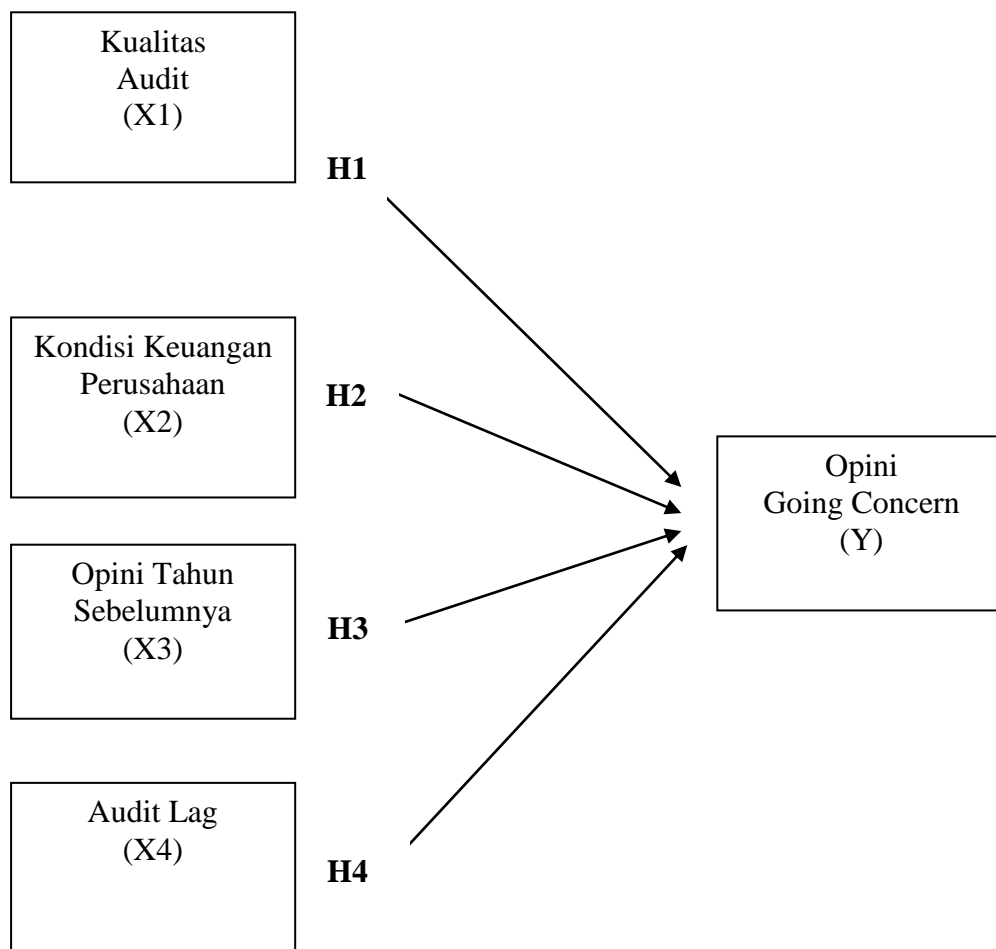 Kualitas
Audit
(X1)
H1
Kondisi Keuangan
Perusahaan
(X2)
H2
Opini Tahun
Sebelumnya
(X3)
H3
Audit Lag
(X4)
H4
Opini
Going Concern
(Y)